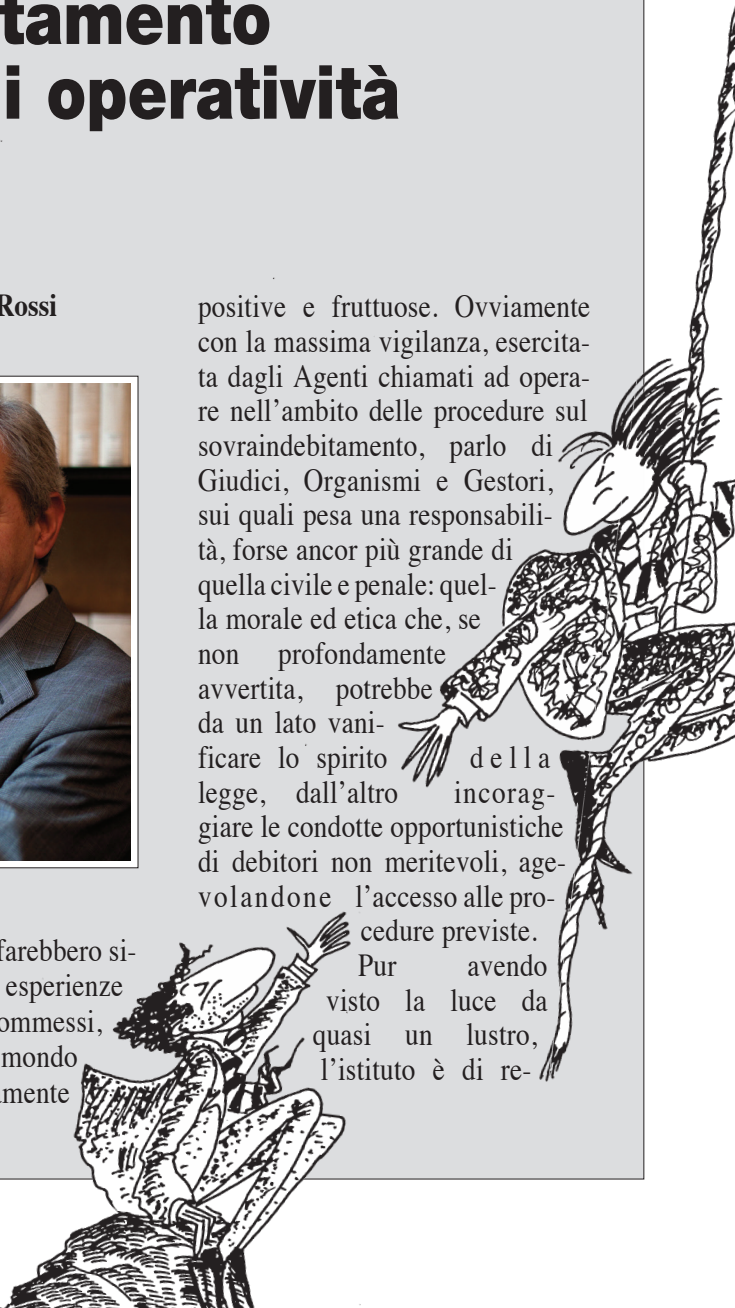 tamento
i operatività
Rossi
farebbero si-
esperienze
ommessi,
mondo
amente
positive e fruttuose. Ovviamente
con la massima vigilanza, esercita-
ta dagli Agenti chiamati ad opera-
re nell’ambito delle procedure sul
sovraindebitamento, parlo di
Giudici, Organismi e Gestori,
sui quali pesa una responsabili-
tà, forse ancor più grande di
quella civile e penale: quel-
la morale ed etica che, se
non profondamente
avvertita, potrebbe
da un lato vani-
ficare lo spirito della
legge, dall’altro incorag-
giare le condotte opportunistiche
di debitori non meritevoli, age-
volandone l’accesso alle pro-
cedure previste.
Pur avendo
visto la luce da
quasi un lustro,
l’istituto è di re-